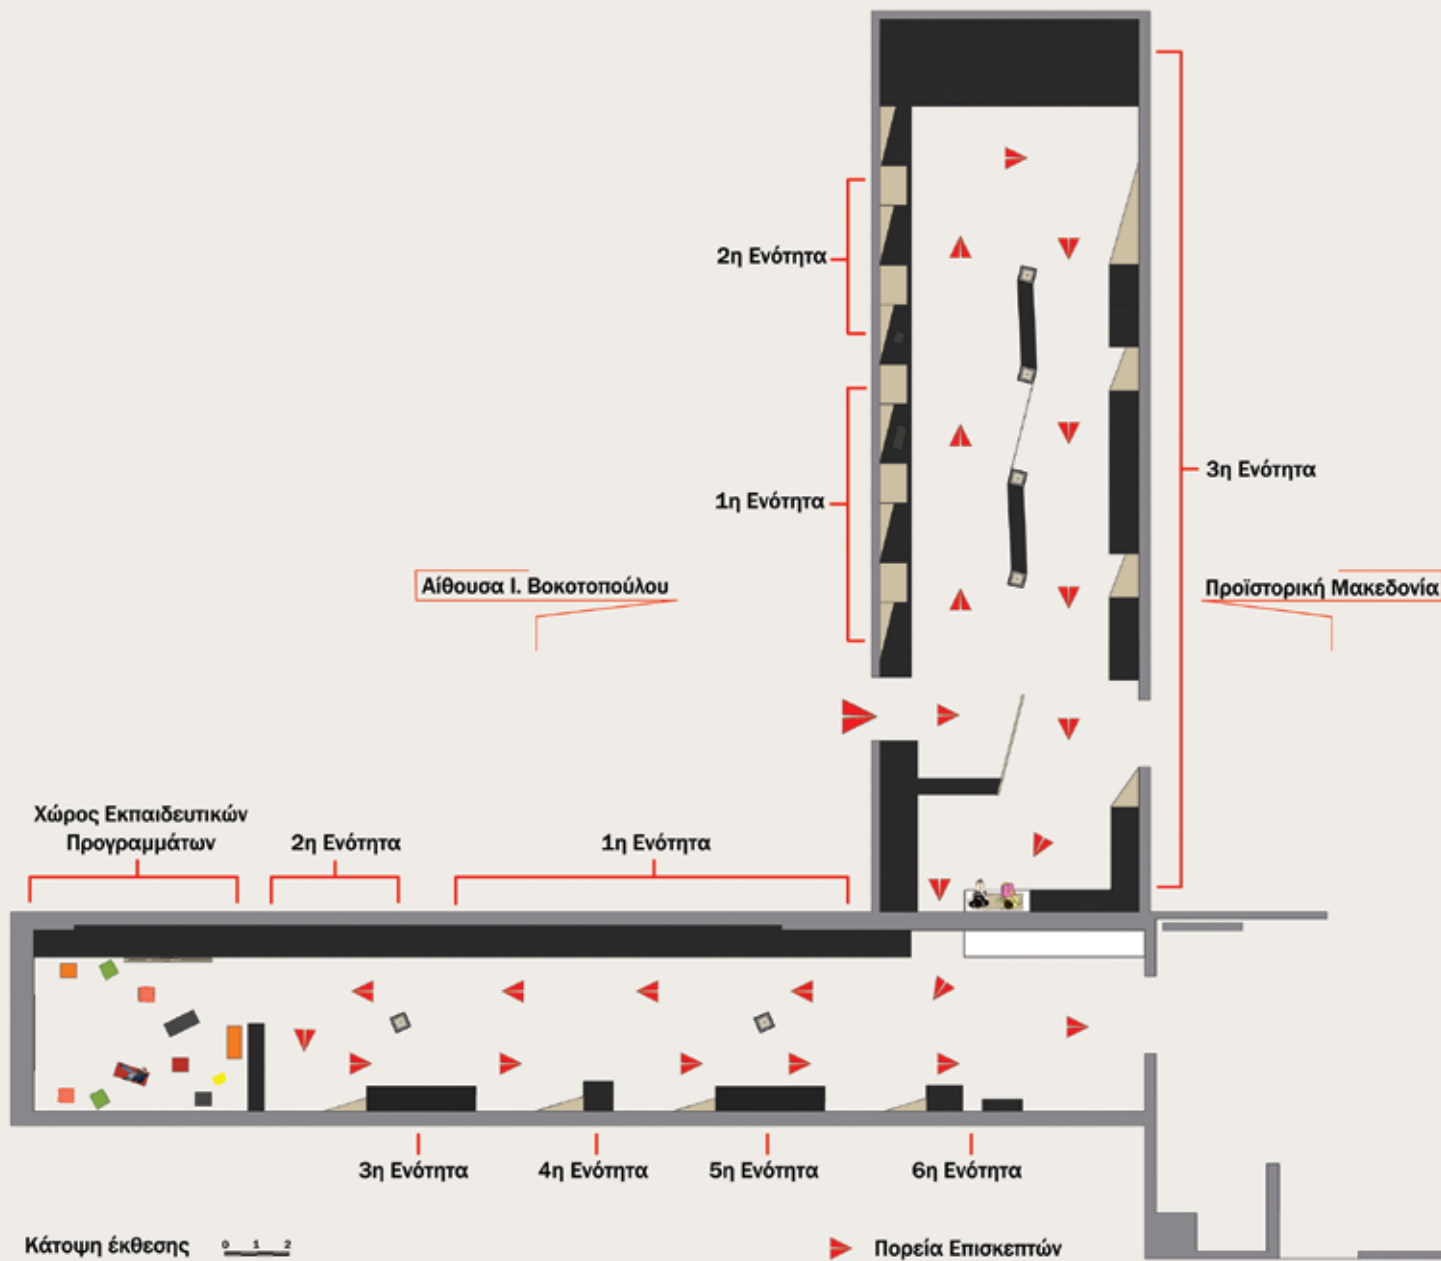 2η Ενότητα
1η Ενότητα
3η Ενότητα
Αίθουσα Ι. Βοκοτοπούλου
Προϊστορική Μακεδονία
Χώρος Εκπαιδευτικών
Προγραμμάτων
2η Ενότητα
1η Ενότητα
3η Ενότητα
4η Ενότητα
5η Ενότητα
6η Ενότητα
Κάτοψη έκθεσης
0 1 2
Πορεία Επισκεπτών